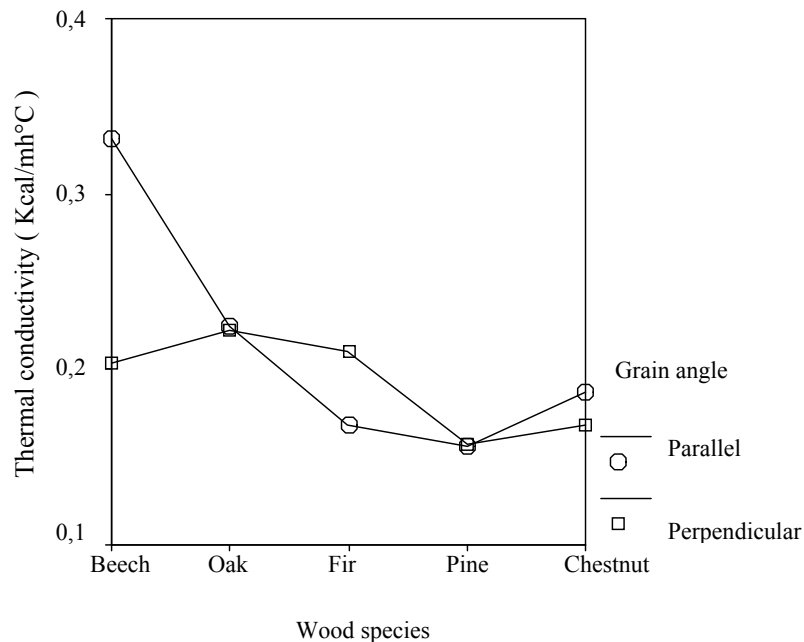 0,4
0,3
0,2
0,1
Thermal conductivity ( Kcal/mh°C )
Beech Oak Fir Pine Chestnut
Wood species
Grain angle
Parallel
Perpendicular